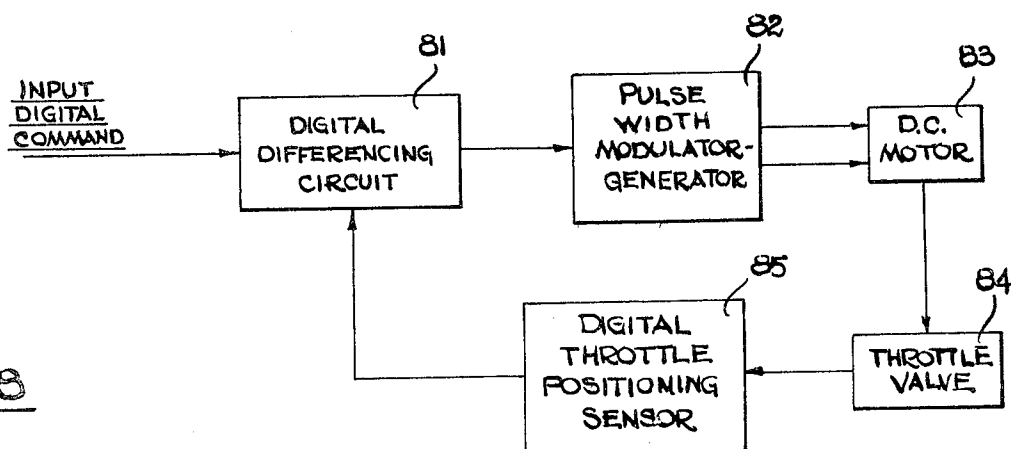 81
82
83
INPUT
DIGITAL
COMMAND
DIGITAL
DIFFERENCING
CIRCUIT
PULSE
WIDTH
MODULATOR-
GENERATOR
D.C.
MOTOR
85
84
DIGITAL
THROTTLE
POSITIONING
SENSOR
THROTTLE
VALVE
8